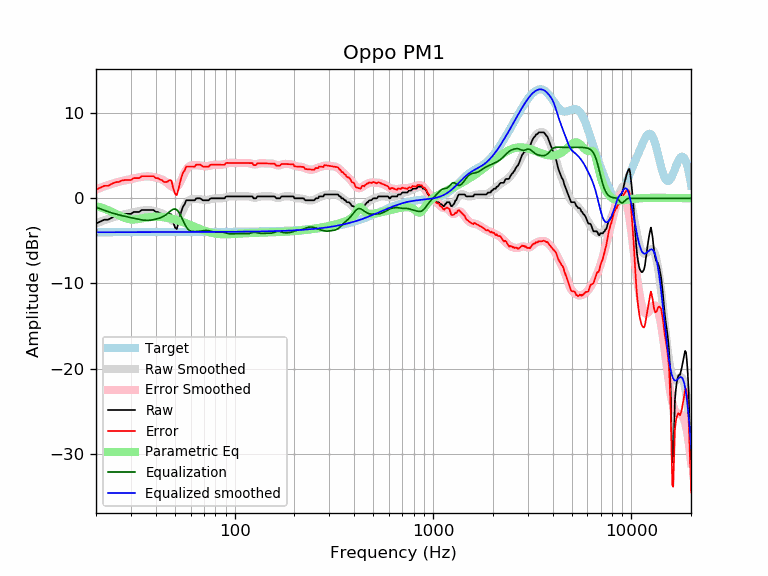 Oppo PM1
Amplitude (dBr)
10
0
−10
−20
−30
Target
Raw Smoothed
Error Smoothed
Raw
Error
Parametric Eq
Equalization
Equalized smoothed
100
1000
10000
Frequency (Hz)